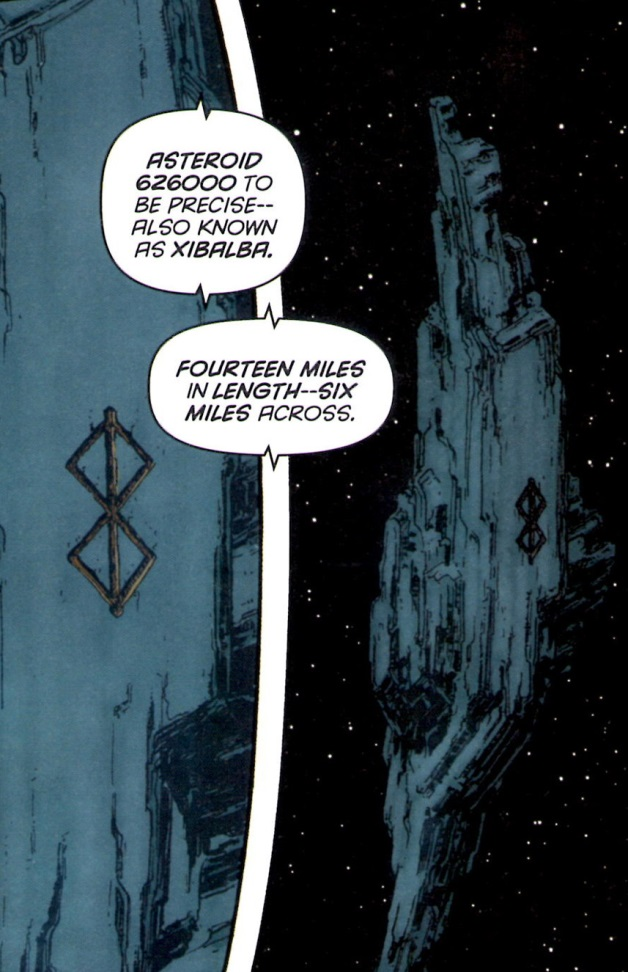 ASTEROID
626000 TO
BE PRECISE--
ALSO KNOWN
AS XIBALBA.
FOURTEEN MILES
IN LENGTH--SIX
MILES ACROSS.